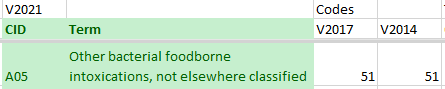 V2021 Codes
CID Term V2017 V2014
Other bacterial foodborne
A05 intoxications, not elsewhere classified 51 51